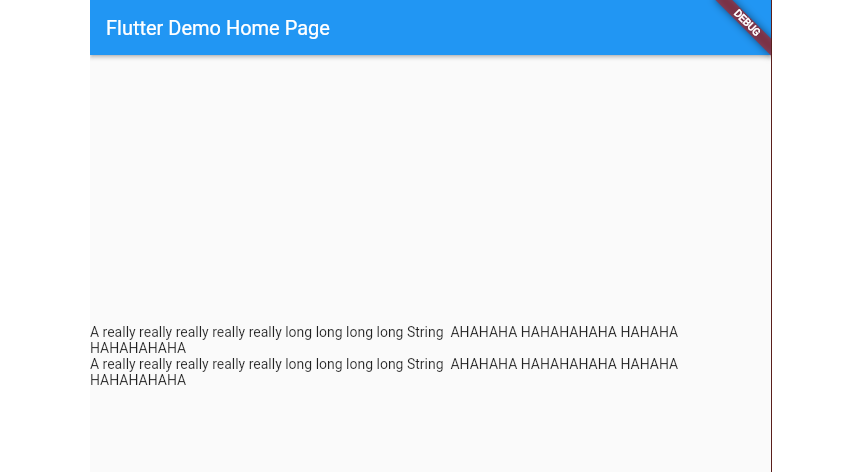 Flutter Demo Home Page
DEBUG
A really really really really really long long long long String  AHAHAHA HAHAHAHAHA HAHAHA
HAHAHAHAHA
A really really really really really long long long long String  AHAHAHA HAHAHAHAHA HAHAHA
HAHAHAHAHA